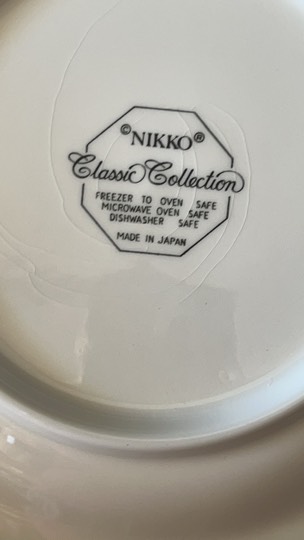 ©NIKKO®
Classic Collection
FREEZER TO OVEN SAFE
MICROWAVE OVEN SAFE
DISHWASHER SAFE
MADE IN JAPAN